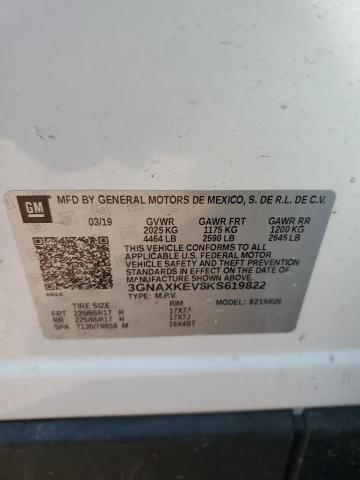 GM
MFD BY GENERAL MOTORS DE MEXICO, S. DE R.L. DE C.V.
03/19 GVWR GAWR FRT GAWR RR
2025 KG 1175 KG 1200 KG
4464 LB 2590 LB 2645 LB
THIS VEHICLE CONFORMS TO ALL
APPLICABLE U.S. FEDERAL MOTOR
VEHICLE SAFETY AND THEFT PREVENTION
STANDARDS IN EFFECT ON THE DATE OF
MANUFACTURE SHOWN ABOVE.
3GNAXKEV9KS619822
TYPE: M.P.V. MODEL: 821XR26
TIRE SIZE RIM
FRT 225/65R17 H 17X7J
RR 225/65R17 H 17X7J
SPA T135/70R16 M 16X4BT